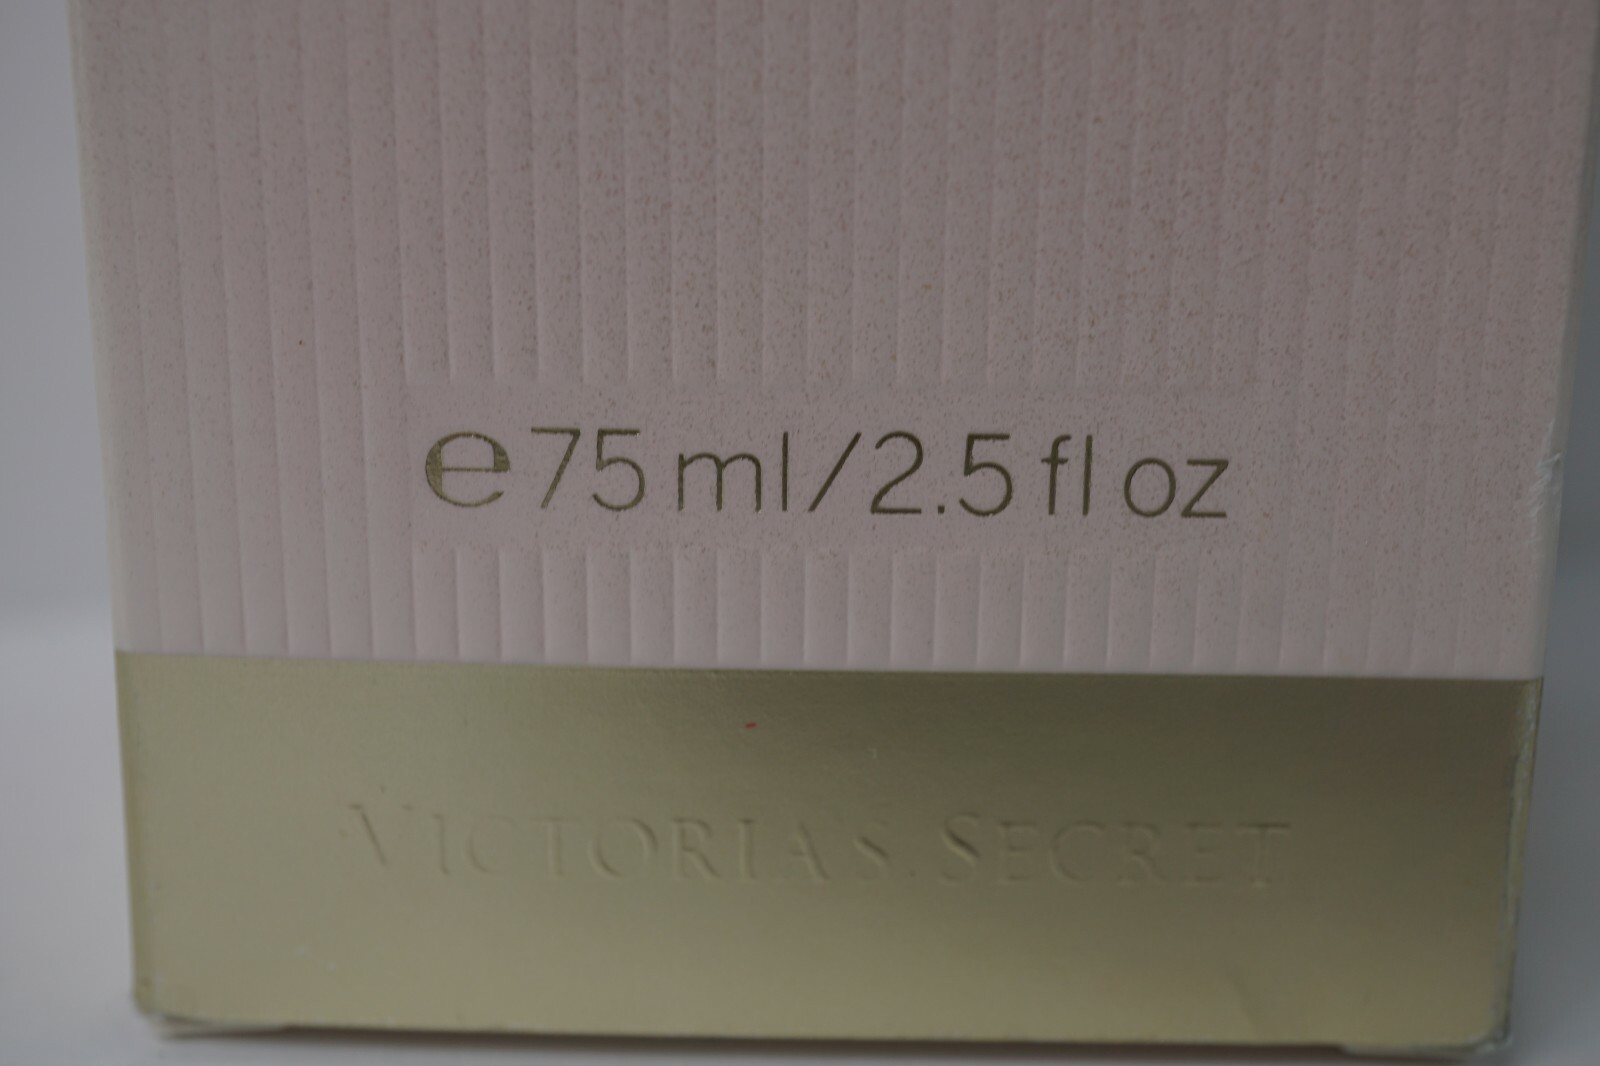 ℮75 ml/2.5 fl oz
VICTORIA'S SECRET